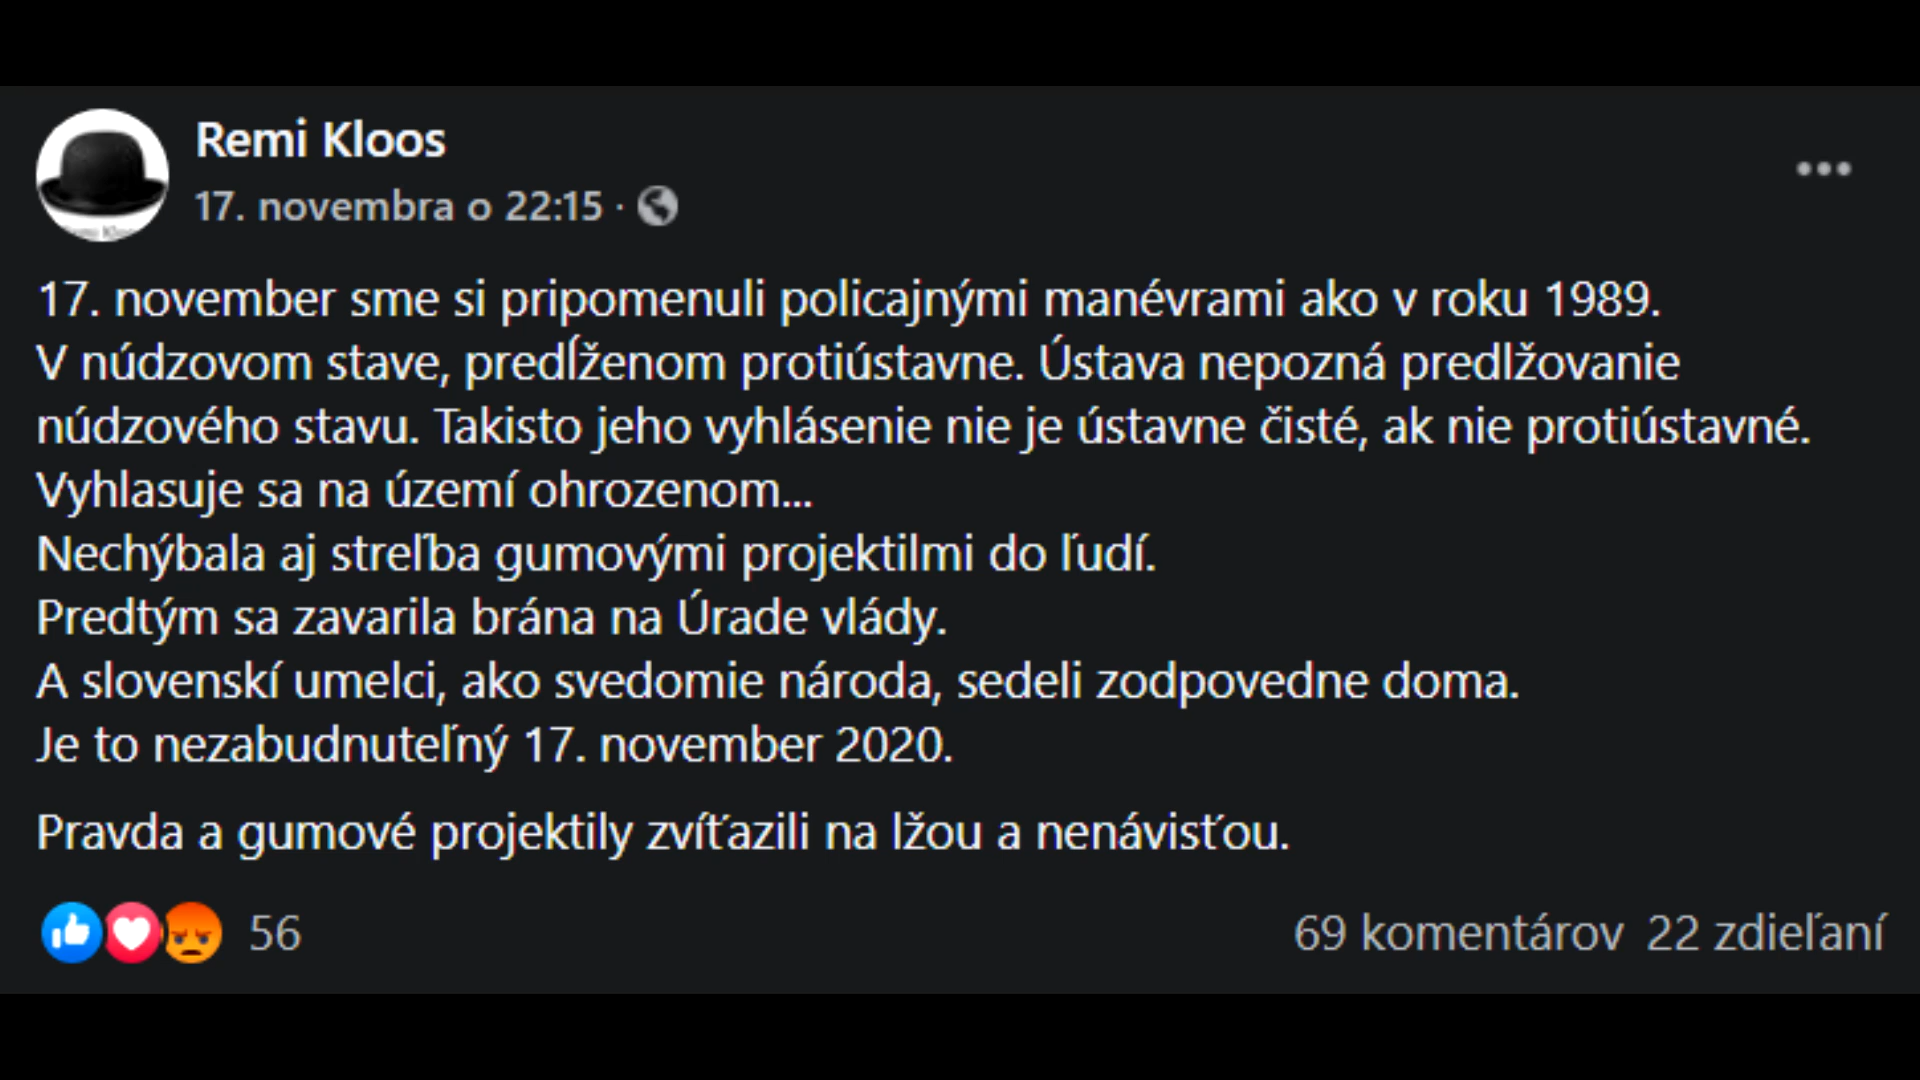 Remi Kloos
17. novembra o 22:15 ·
17. november sme si pripomenuli policajnými manévrami ako v roku 1989.
V núdzovom stave, predĺženom protiústavne. Ústava nepozná predlžovanie
núdzového stavu. Takisto jeho vyhlásenie nie je ústavne čisté, ak nie protiústavné.
Vyhlasuje sa na území ohrozenom...
Nechýbala aj streľba gumovými projektilmi do ľudí.
Predtým sa zavarila brána na Úrade vlády.
A slovenskí umelci, ako svedomie národa, sedeli zodpovedne doma.
Je to nezabudnuteľný 17. november 2020.
Pravda a gumové projektily zvíťazili na lžou a nenávisťou.
56
69 komentárov 22 zdieľaní